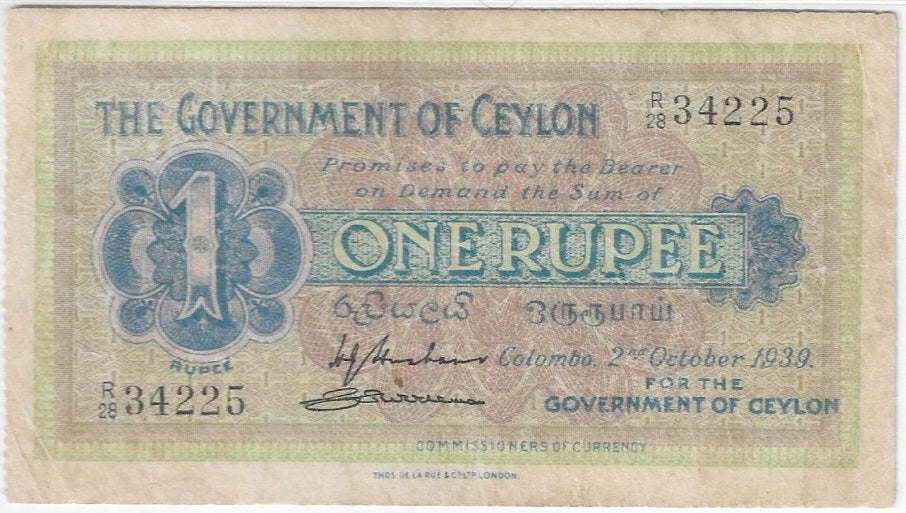 THE GOVERNMENT OF CEYLON
R/28 34225
Promises to pay the Bearer
on Demand the Sum of
1
ONE RUPEE
රුපියලයි ஒருரூபாய்
RUPEE
Colombo, 2nd October 1939.
R/28 34225
FOR THE
GOVERNMENT OF CEYLON
COMMISSIONERS OF CURRENCY
THOS. DE LA RUE & CO. LTD LONDON.